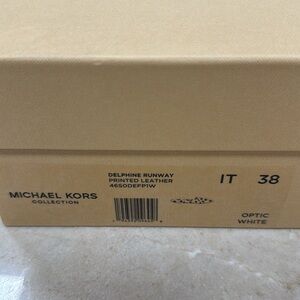 DELPHINE RUNWAY
PRINTED LEATHER
46S0DEFP1W
IT 38
MICHAEL KORS
COLLECTION
OPTIC
WHITE